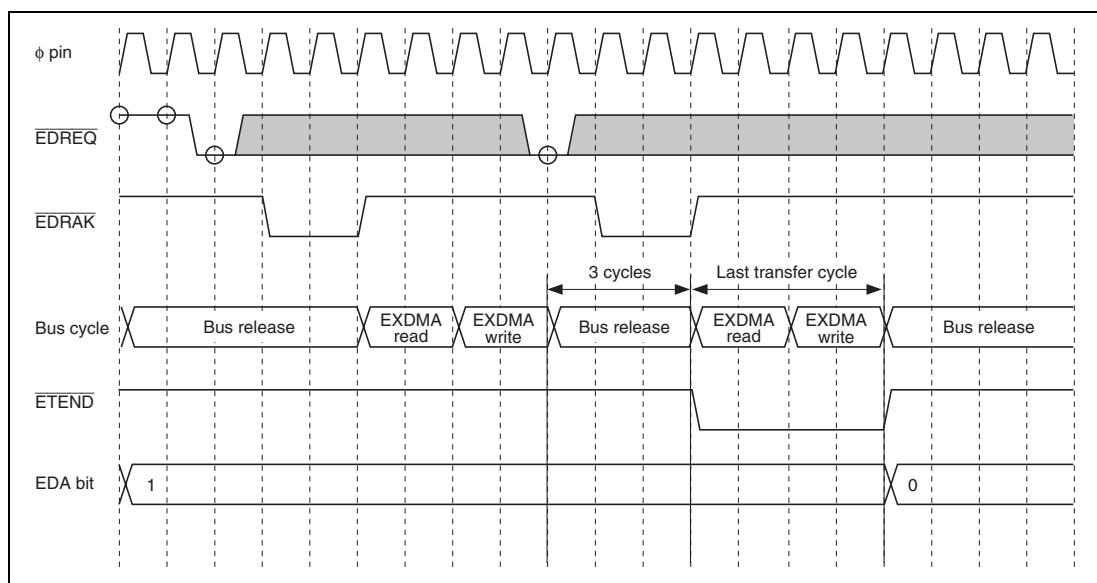 φ pin
EDREQ
EDRAK
3 cycles
Last transfer cycle
Bus cycle
Bus release
EXDMA
read
EXDMA
write
Bus release
EXDMA
read
EXDMA
write
Bus release
ETEND
EDA bit
1
0